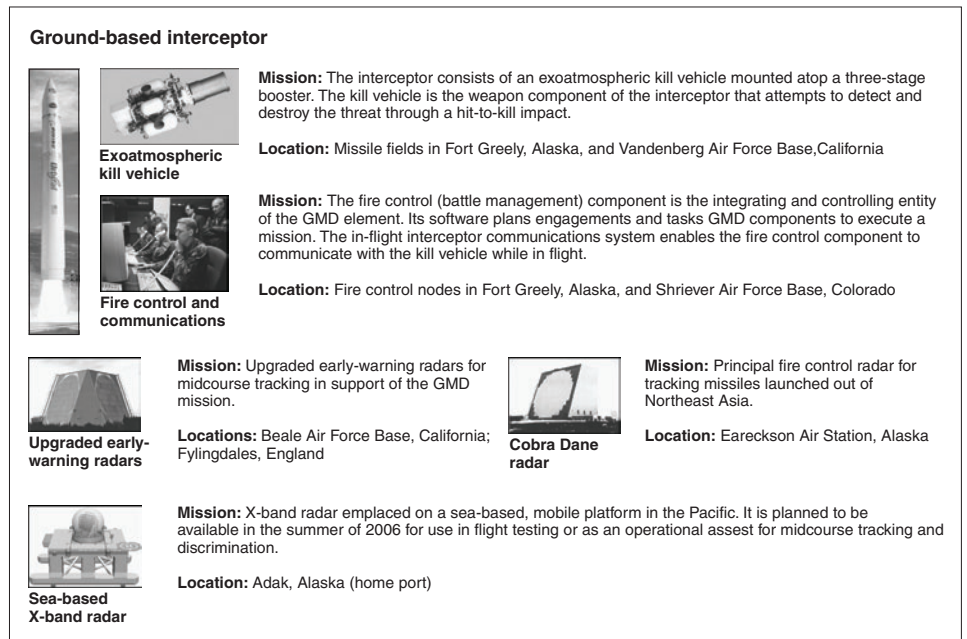 Ground-based interceptor
Mission: The interceptor consists of an exoatmospheric kill vehicle mounted atop a three-stage
booster. The kill vehicle is the weapon component of the interceptor that attempts to detect and
destroy the threat through a hit-to-kill impact.
Location: Missile fields in Fort Greely, Alaska, and Vandenberg Air Force Base,California
Exoatmospheric
kill vehicle
Mission: The fire control (battle management) component is the integrating and controlling entity
of the GMD element. Its software plans engagements and tasks GMD components to execute a
mission. The in-flight interceptor communications system enables the fire control component to
communicate with the kill vehicle while in flight.
Location: Fire control nodes in Fort Greely, Alaska, and Shriever Air Force Base, Colorado
Fire control and
communications
Mission: Upgraded early-warning radars for
midcourse tracking in support of the GMD
mission.
Locations: Beale Air Force Base, California;
Fylingdales, England
Upgraded early-
warning radars
Mission: Principal fire control radar for
tracking missiles launched out of
Northeast Asia.
Location: Eareckson Air Station, Alaska
Cobra Dane
radar
Mission: X-band radar emplaced on a sea-based, mobile platform in the Pacific. It is planned to be
available in the summer of 2006 for use in flight testing or as an operational assest for midcourse tracking and
discrimination.
Location: Adak, Alaska (home port)
Sea-based
X-band radar